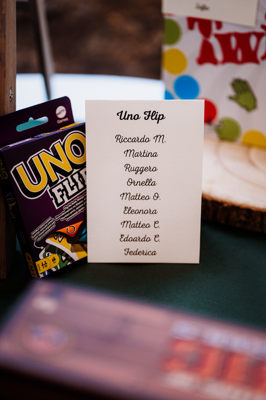 Uno Flip
Riccardo M.
Martina
Ruggero
Ornella
Matteo O.
Eleonora
Matteo C.
Edoardo C.
Federica
UNO
FLIP